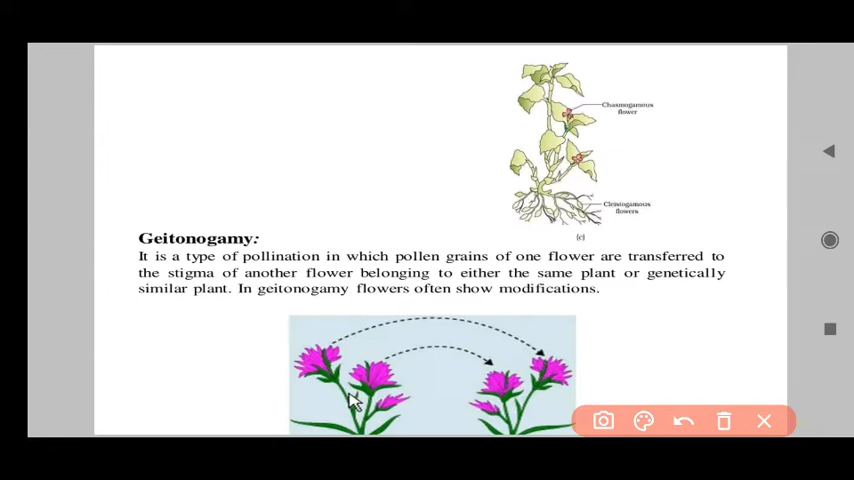 Chasmogamous
flower
Cleistogamous
flowers
(c)
Geitonogamy:
It is a type of pollination in which pollen grains of one flower are transferred to
the stigma of another flower belonging to either the same plant or genetically
similar plant. In geitonogamy flowers often show modifications.